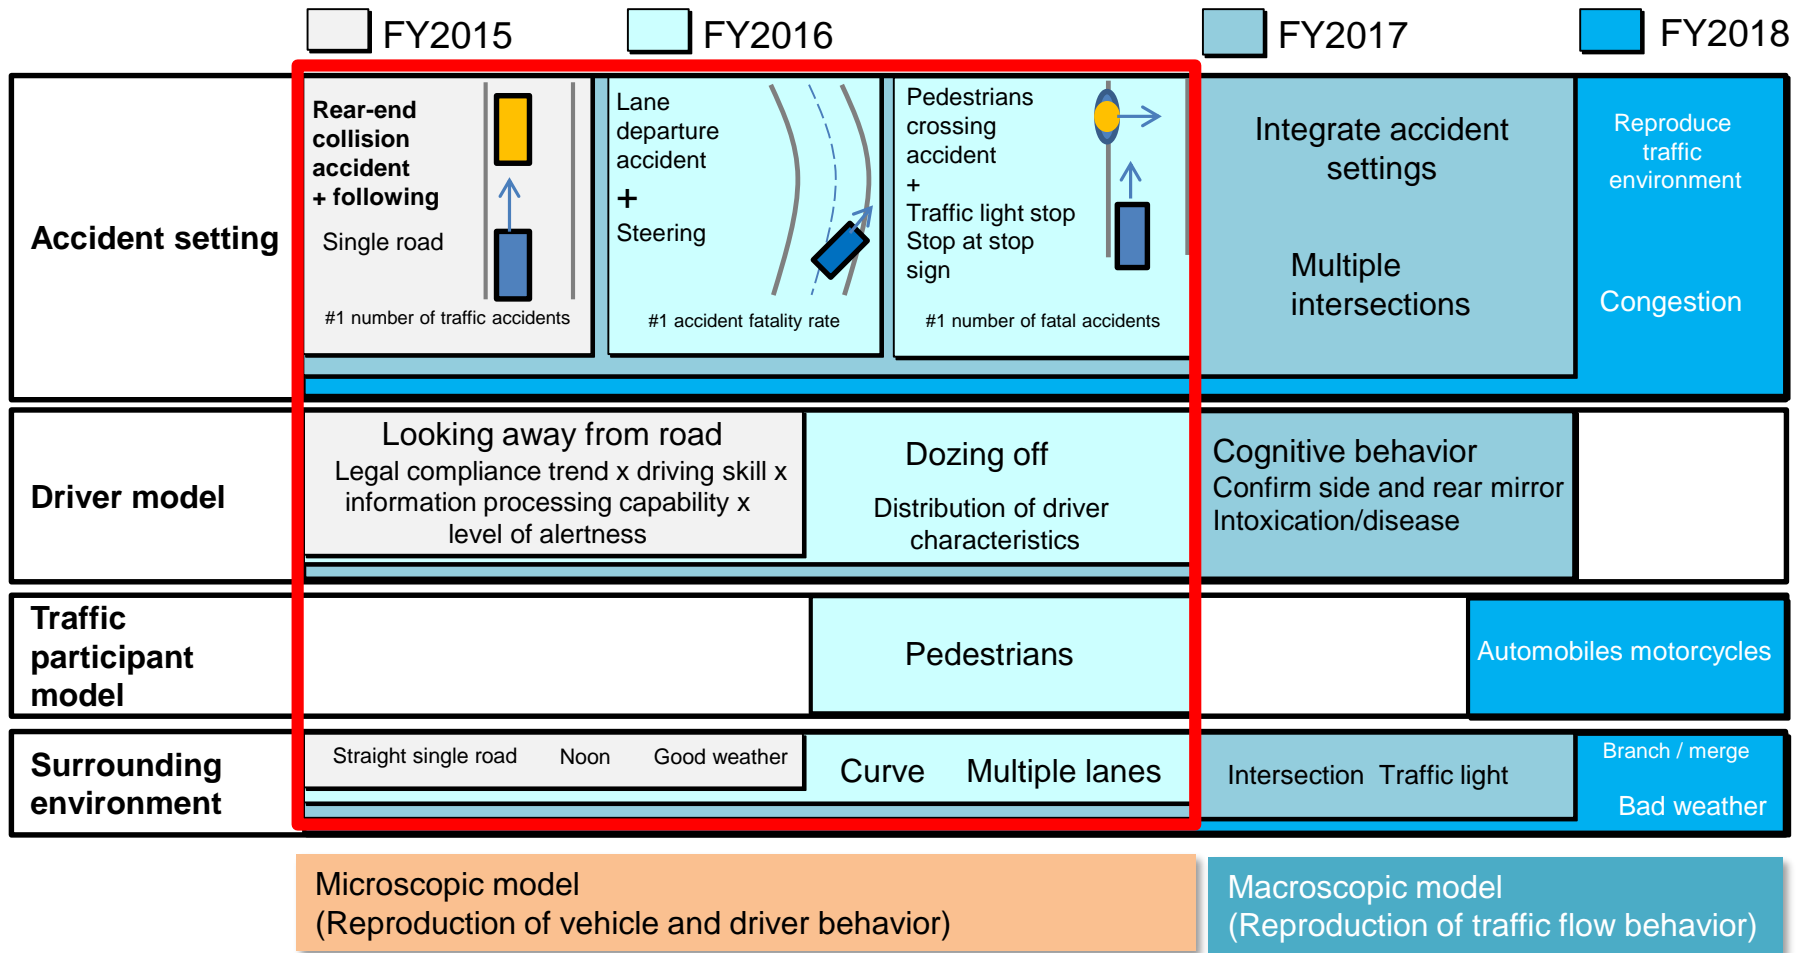 FY2015
FY2016
FY2017
FY2018
Accident setting
Rear-end
collision
accident
+ following
Single road
#1 number of traffic accidents
Lane
departure
accident
+
Steering
#1 accident fatality rate
Pedestrians
crossing
accident
+
Traffic light stop
Stop at stop
sign
#1 number of fatal accidents
Integrate accident
settings
Multiple
intersections
Reproduce
traffic
environment
Congestion
Driver model
Looking away from road
Legal compliance trend x driving skill x
information processing capability x
level of alertness
Dozing off
Distribution of driver
characteristics
Cognitive behavior
Confirm side and rear mirror
Intoxication/disease
Traffic
participant
model
Pedestrians
Automobiles motorcycles
Surrounding
environment
Straight single road
Noon
Good weather
Curve
Multiple lanes
Intersection
Traffic light
Branch / merge
Bad weather
Microscopic model
(Reproduction of vehicle and driver behavior)
Macroscopic model
(Reproduction of traffic flow behavior)